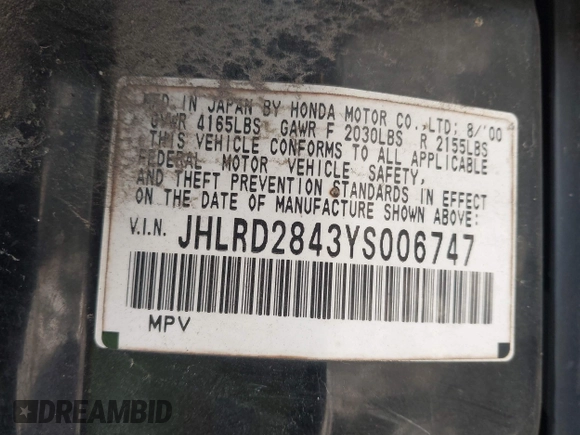 MFD IN JAPAN BY HONDA MOTOR CO.,LTD; 8/'00
GVWR 4165LBS GAWR F 2030LBS R 2155LBS
THIS VEHICLE CONFORMS TO ALL APPLICABLE
FEDERAL MOTOR VEHICLE SAFETY,
AND THEFT PREVENTION STANDARDS IN EFFECT
ON THE DATE OF MANUFACTURE SHOWN ABOVE:
V.I.N. JHLRD2843YS006747
MPV
DREAMBID